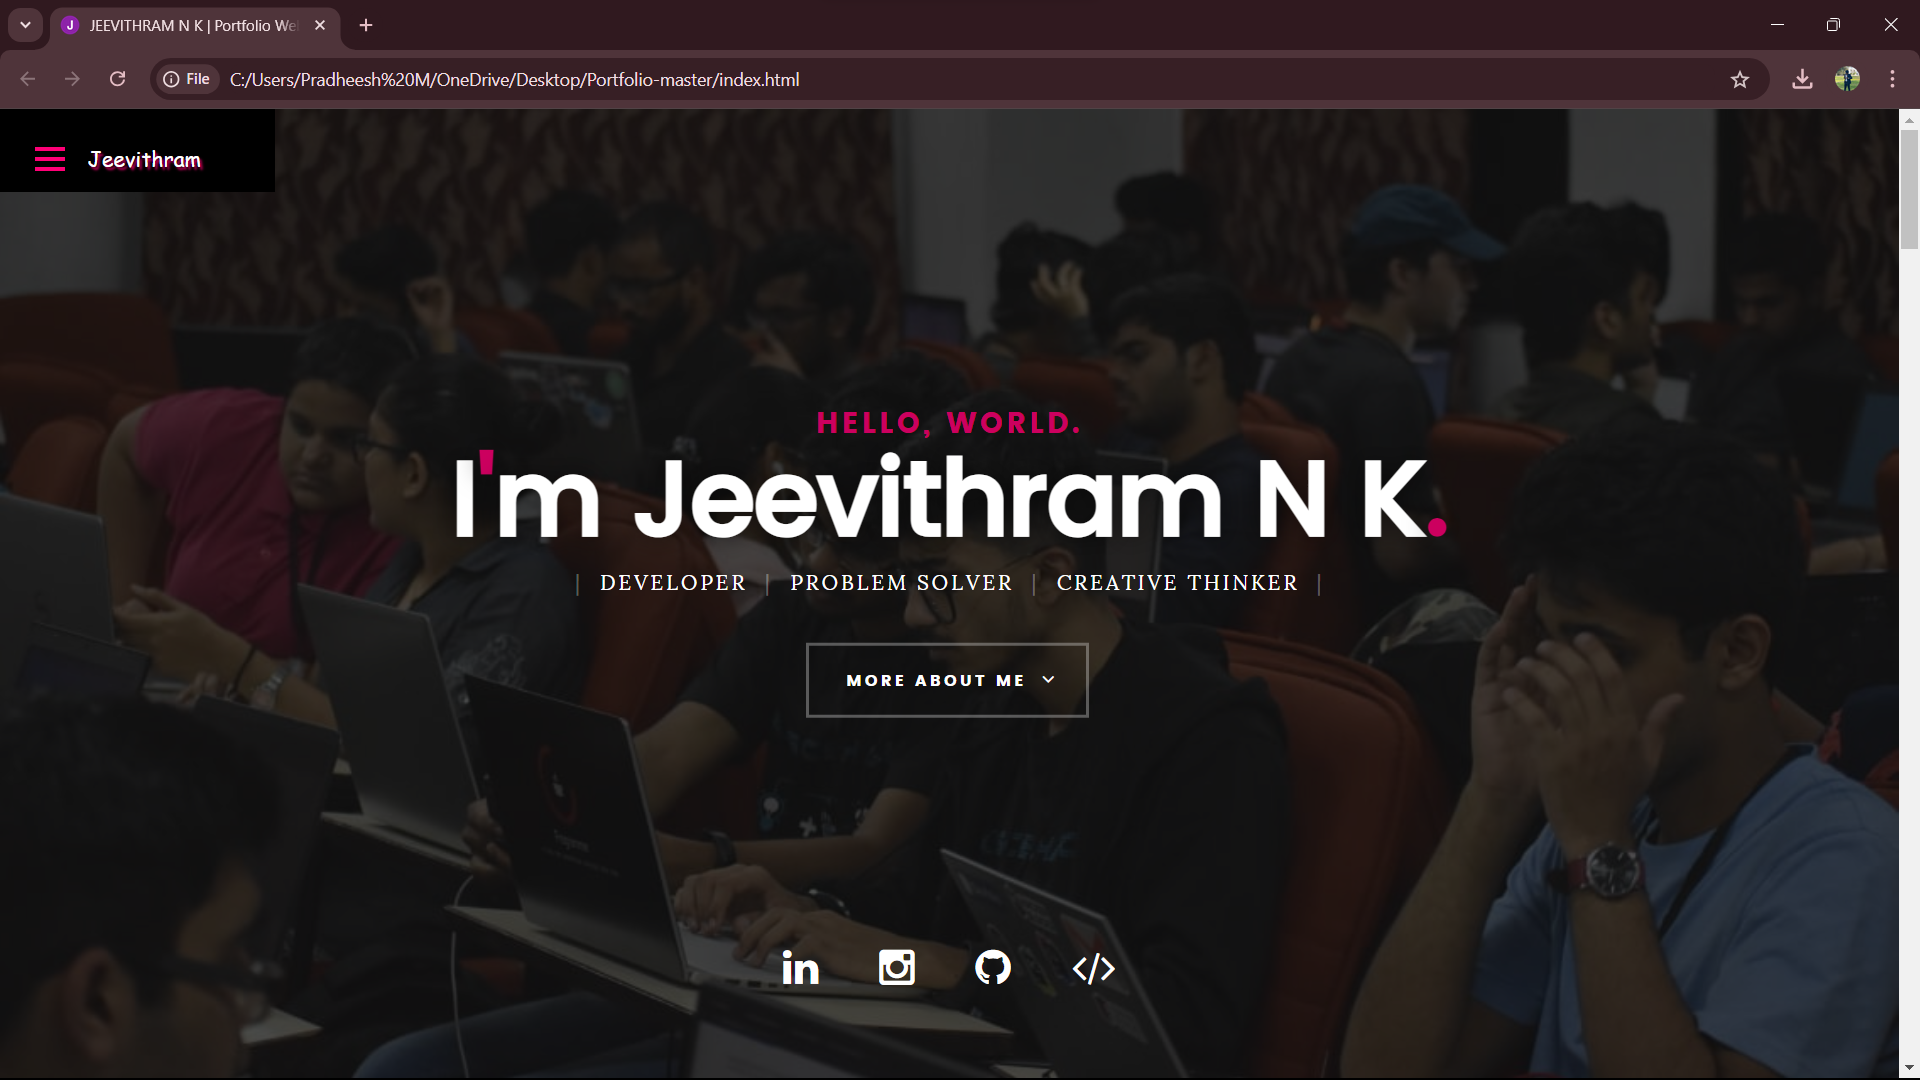 JEEVITHRAM N K | Portfolio We
File
C:/Users/Pradheesh%20M/OneDrive/Desktop/Portfolio-master/index.html
Jeevithram
HELLO, WORLD.
I'm Jeevithram N K.
| DEVELOPER | PROBLEM SOLVER | CREATIVE THINKER |
MORE ABOUT ME